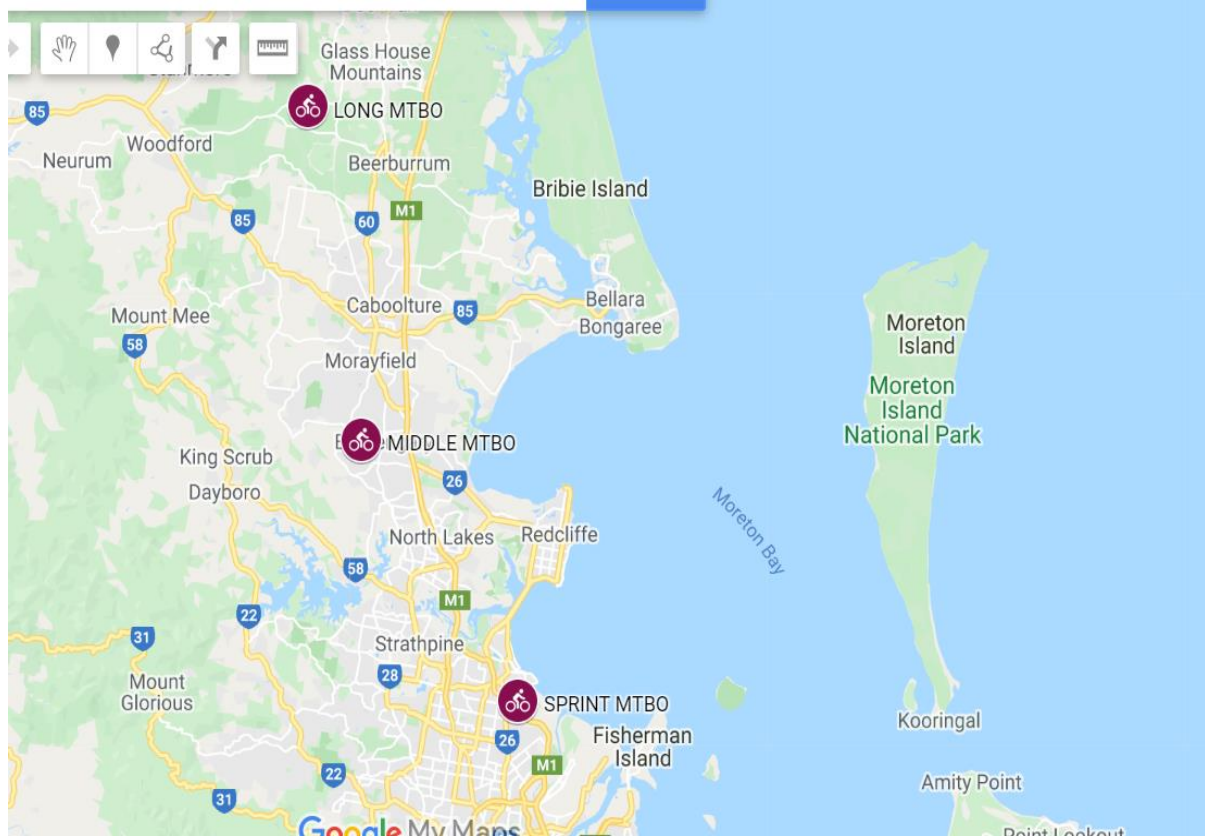 Glass House
Mountains
85
LONG MTBO
Woodford
Neurum
Beerburrum
Bribie Island
M1
85
60
Caboolture
85
Bellara
Bongaree
Mount Mee
58
Moreton
Island
Morayfield
Moreton
Island
National Park
MIDDLE MTBO
King Scrub
26
Dayboro
Moreton Bay
North Lakes
Redcliffe
58
M1
22
31
Strathpine
28
Mount
Glorious
SPRINT MTBO
Kooringal
26
Fisherman
Island
M1
22
Amity Point
31
Google My Maps
Point Lookout